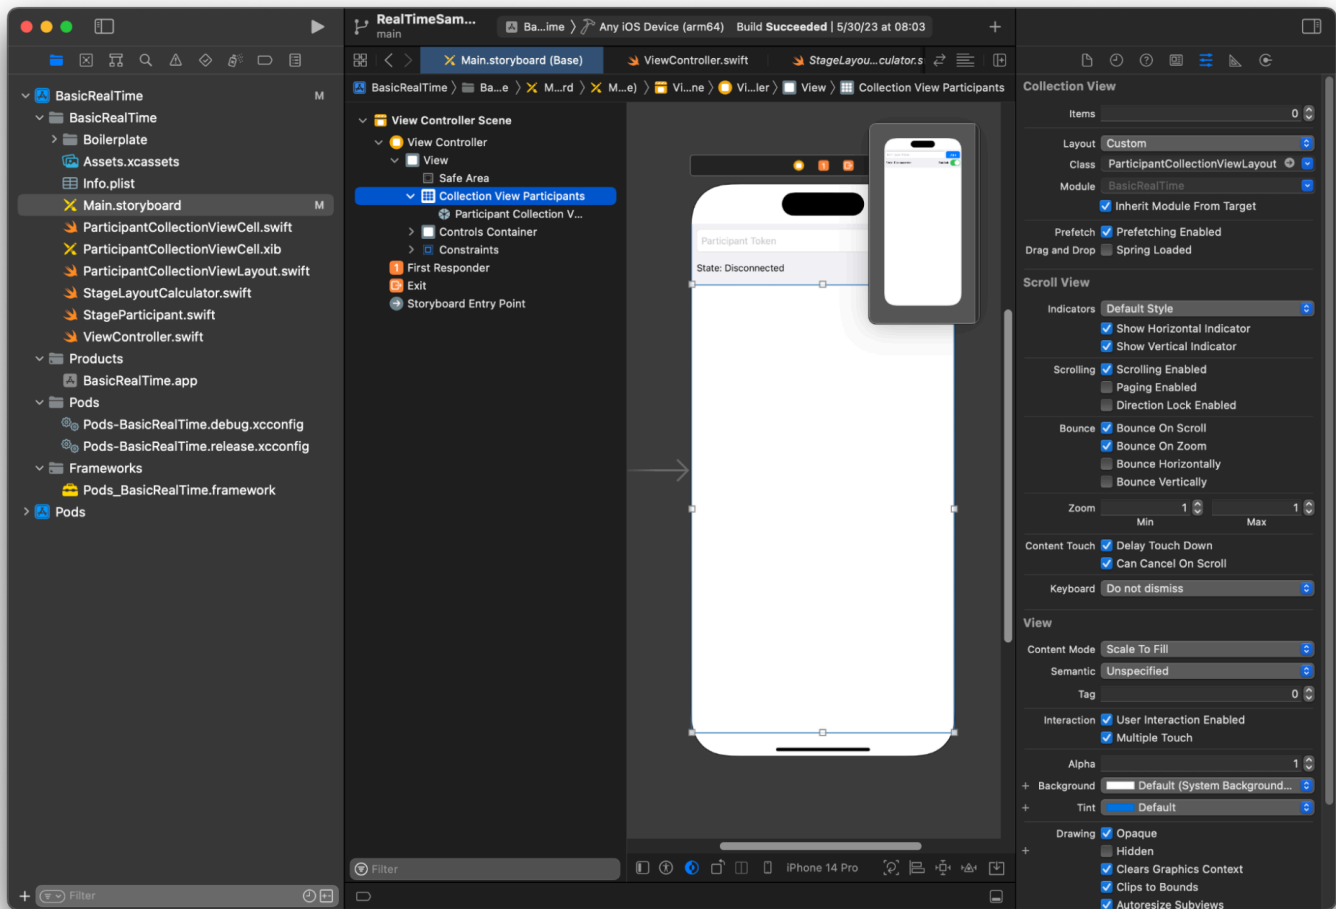 RealTimeSam...
main
Ba...ime
Any iOS Device (arm64)
Build Succeeded | 5/30/23 at 08:03
Main.storyboard (Base)
ViewController.swift
StageLayou...culator.s
BasicRealTime
Ba...e
M...rd
M...e)
Vi...ne
Vi...ler
View
Collection View Participants
BasicRealTime M
BasicRealTime
Boilerplate
Assets.xcassets
Info.plist
Main.storyboard M
ParticipantCollectionViewCell.swift
ParticipantCollectionViewCell.xib
ParticipantCollectionViewLayout.swift
StageLayoutCalculator.swift
StageParticipant.swift
ViewController.swift
Products
BasicRealTime.app
Pods
Pods-BasicRealTime.debug.xcconfig
Pods-BasicRealTime.release.xcconfig
Frameworks
Pods_BasicRealTime.framework
Pods
Filter
View Controller Scene
View Controller
View
Safe Area
Collection View Participants
Participant Collection V...
Controls Container
Constraints
1 First Responder
Exit
Storyboard Entry Point
Filter
1
Participant Token
State: Disconnected
iPhone 14 Pro
Collection View
Items 0
Layout Custom
Class ParticipantCollectionViewLayout
Module BasicRealTime
Inherit Module From Target
Prefetch Prefetching Enabled
Drag and Drop Spring Loaded
Scroll View
Indicators Default Style
Show Horizontal Indicator
Show Vertical Indicator
Scrolling Scrolling Enabled
Paging Enabled
Direction Lock Enabled
Bounce Bounce On Scroll
Bounce On Zoom
Bounce Horizontally
Bounce Vertically
Zoom 1 1
Min Max
Content Touch Delay Touch Down
Can Cancel On Scroll
Keyboard Do not dismiss
View
Content Mode Scale To Fill
Semantic Unspecified
Tag 0
Interaction User Interaction Enabled
Multiple Touch
Alpha 1
+ Background Default (System Background...
+ Tint Default
Drawing Opaque
+ Hidden
Clears Graphics Context
Clips to Bounds
Autoresize Subviews